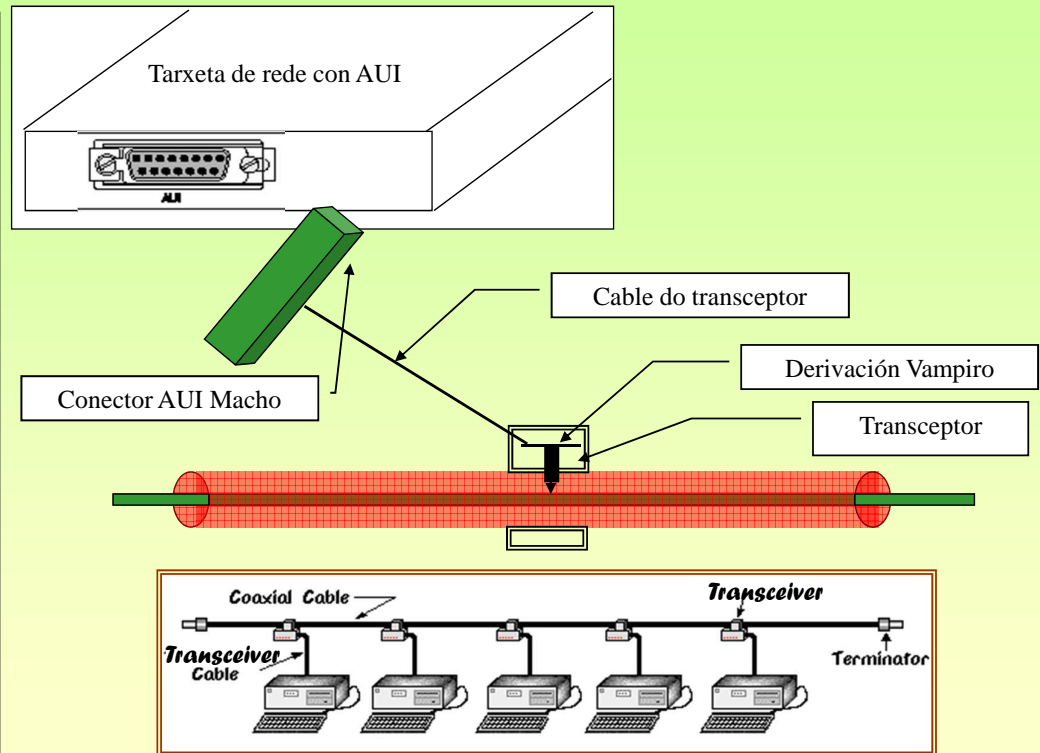 Tarxeta de rede con AUI
AUI
Cable do transceptor
Derivación Vampiro
Conector AUI Macho
Transceptor
Coaxial Cable
Transceiver
Transceiver
Cable
Terminator